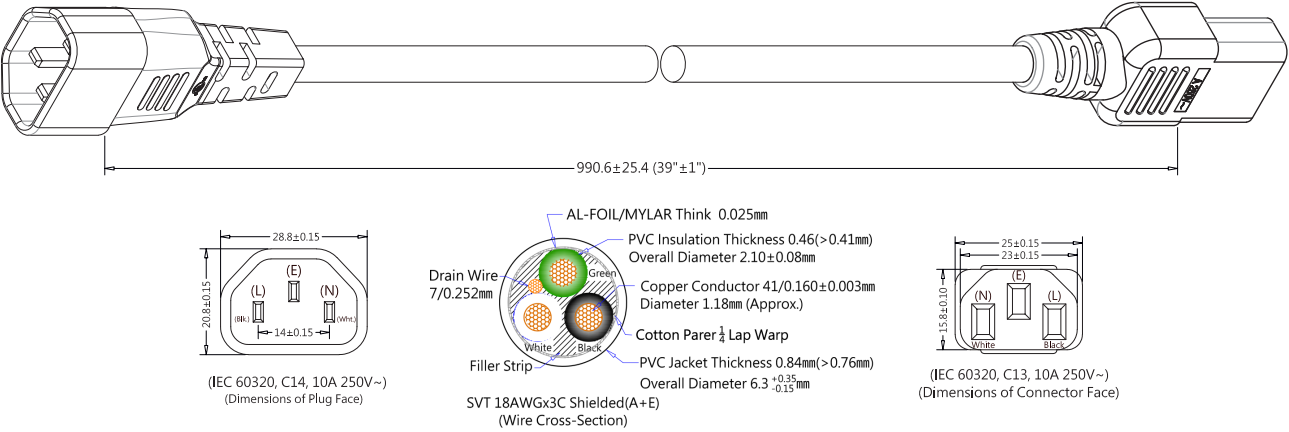 A 250V~
990.6±25.4 (39"±1")
28.8±0.15
20.8±0.15
(E)
(L)
(N)
(Blk.)
(Wht.)
14±0.15
(IEC 60320, C14, 10A 250V~)
(Dimensions of Plug Face)
AL-FOIL/MYLAR Think 0.025mm
PVC Insulation Thickness 0.46(>0.41mm)
Overall Diameter 2.10±0.08mm
Drain Wire
7/0.252mm
Green
Copper Conductor 41/0.160±0.003mm
Diameter 1.18mm (Approx.)
Cotton Parer 1/4 Lap Warp
White
Black
Filler Strip
PVC Jacket Thickness 0.84mm(>0.76mm)
Overall Diameter 6.3 +0.35 -0.15 mm
SVT 18AWGx3C Shielded(A+E)
(Wire Cross-Section)
25±0.15
23±0.15
15.8±0.10
(E)
(N)
(L)
White
Black
(IEC 60320, C13, 10A 250V~)
(Dimensions of Connector Face)